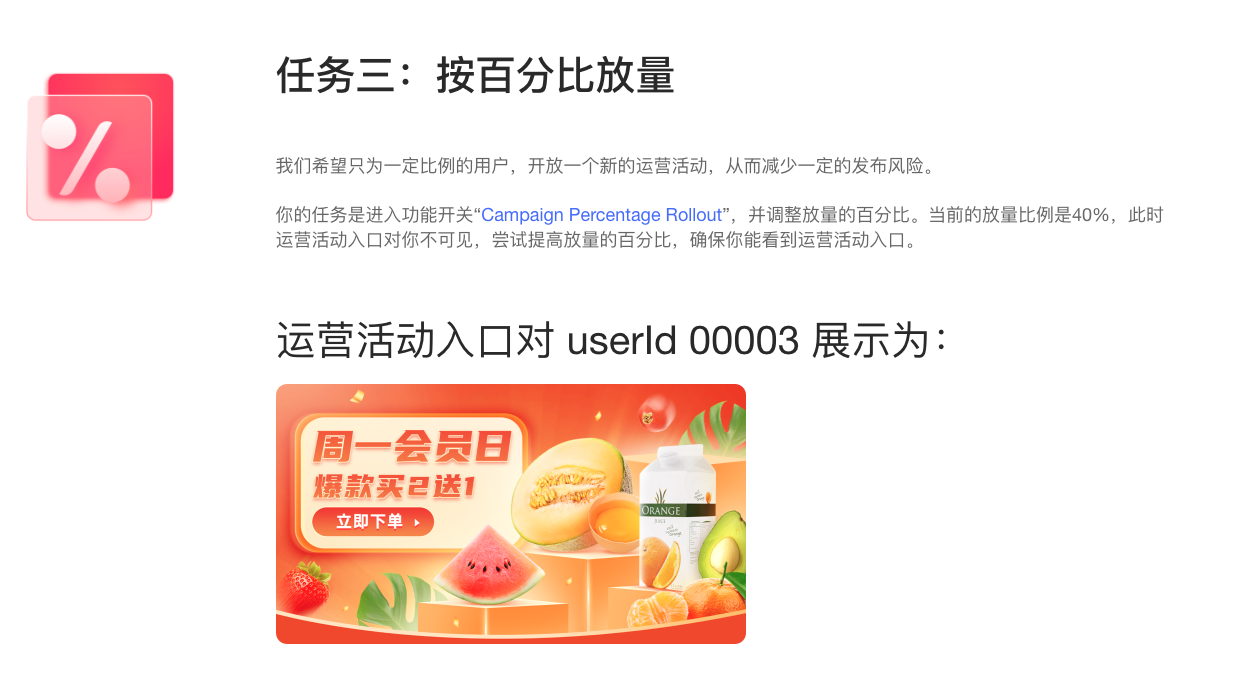 任务三：按百分比放量
我们希望只为一定比例的用户，开放一个新的运营活动，从而减少一定的发布风险。
你的任务是进入功能开关“Campaign Percentage Rollout”，并调整放量的百分比。当前的放量比例是40%，此时
运营活动入口对你不可见，尝试提高放量的百分比，确保你能看到运营活动入口。
运营活动入口对 userId 00003 展示为：
周一会员日
爆款买2送1
立即下单
ORANGE
JUICE